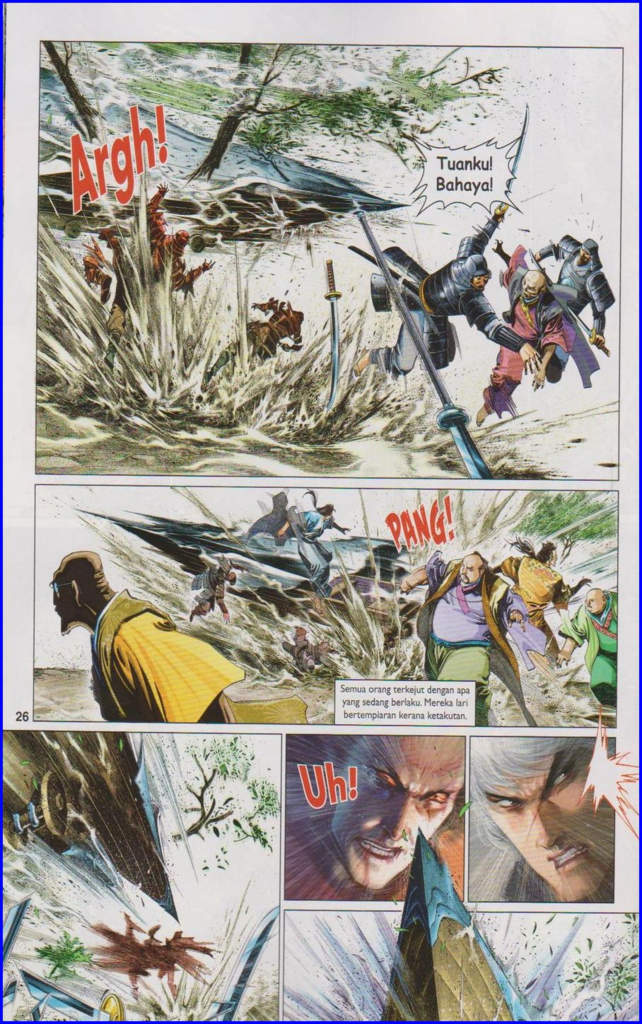 Argh!
Tuanku!
Bahaya!
PANG!
Semua orang terkejut dengan apa
yang sedang berlaku. Mereka lari
bertempiaran kerana ketakutan.
26
Uh!